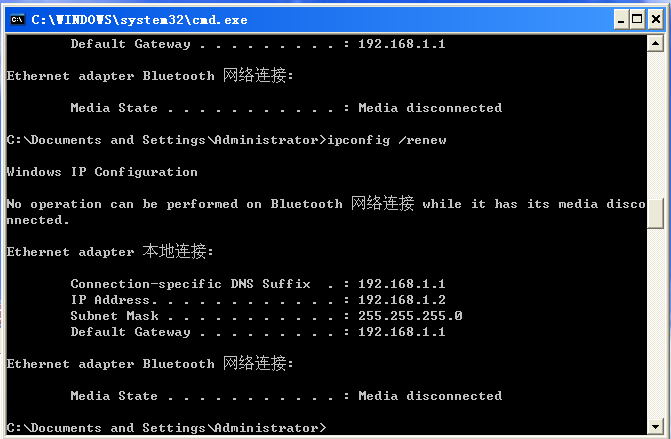 C:\WINDOWS\system32\cmd.exe
Default Gateway . . . . . . . . . : 192.168.1.1
Ethernet adapter Bluetooth 网络连接:
Media State . . . . . . . . . . . : Media disconnected
C:\Documents and Settings\Administrator>ipconfig /renew
Windows IP Configuration
No operation can be performed on Bluetooth 网络连接 while it has its media disco
nnected.
Ethernet adapter 本地连接:
Connection-specific DNS Suffix  . : 192.168.1.1
IP Address. . . . . . . . . . . . : 192.168.1.2
Subnet Mask . . . . . . . . . . . : 255.255.255.0
Default Gateway . . . . . . . . . : 192.168.1.1
Ethernet adapter Bluetooth 网络连接:
Media State . . . . . . . . . . . : Media disconnected
C:\Documents and Settings\Administrator>